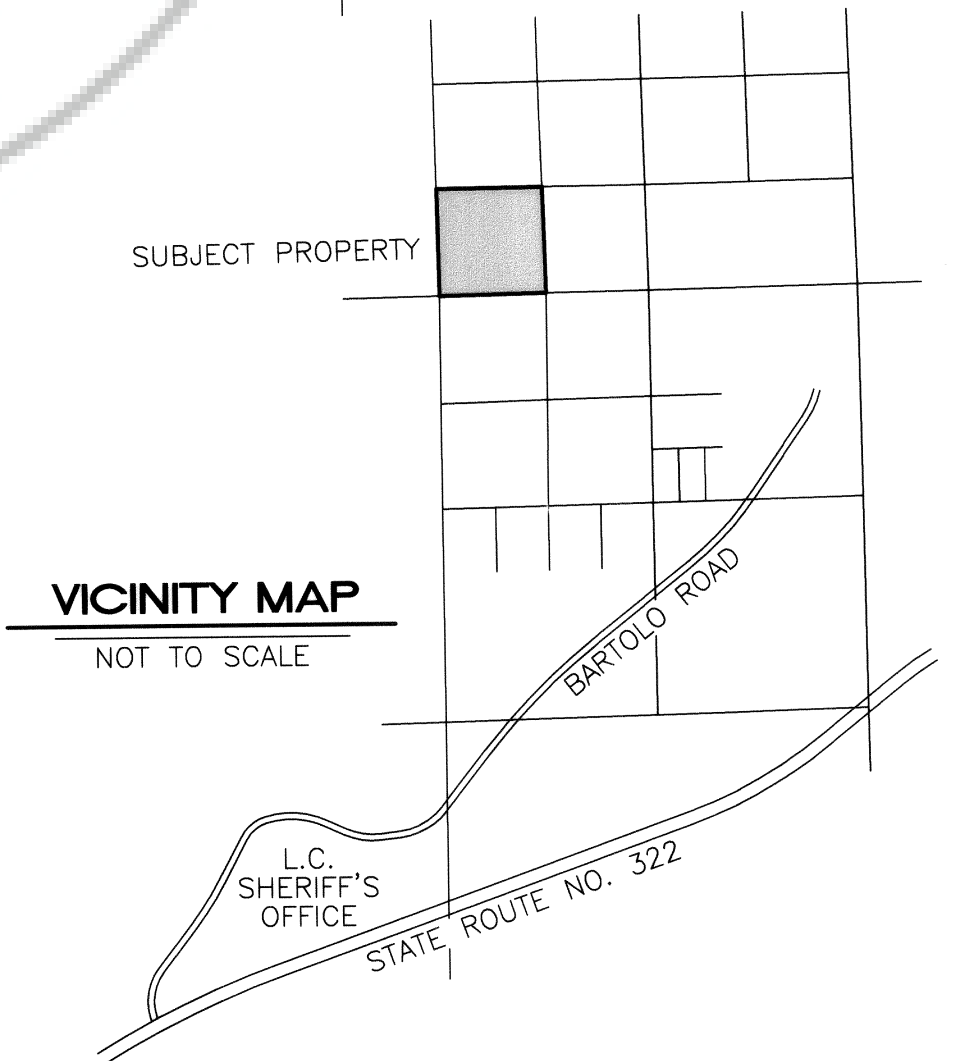 SUBJECT PROPERTY
VICINITY MAP
NOT TO SCALE
BARTOLO ROAD
L.C.
SHERIFF'S
OFFICE
STATE ROUTE NO. 322